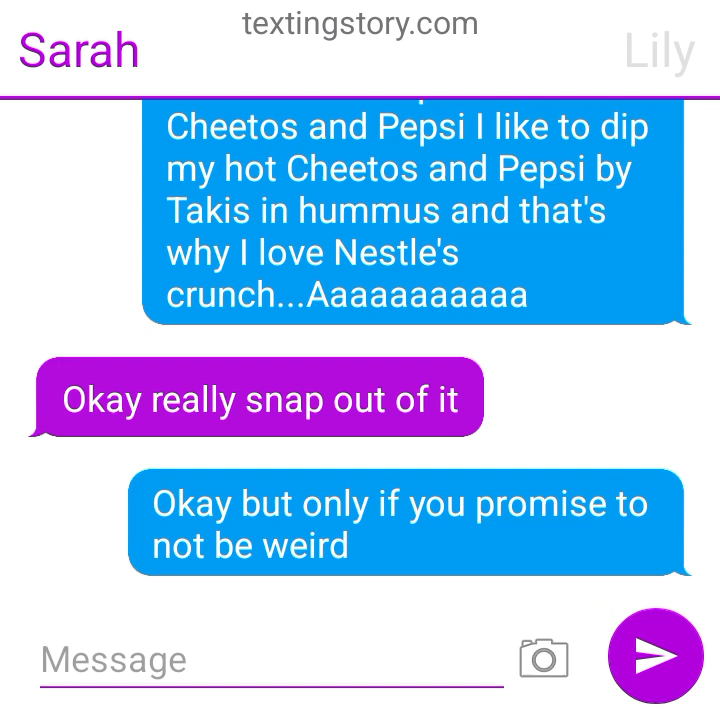 textingstory.com
Sarah
Lily
Cheetos and Pepsi I like to dip
my hot Cheetos and Pepsi by
Takis in hummus and that's
why I love Nestle's
crunch...Aaaaaaaaaaa
Okay really snap out of it
Okay but only if you promise to
not be weird
Message